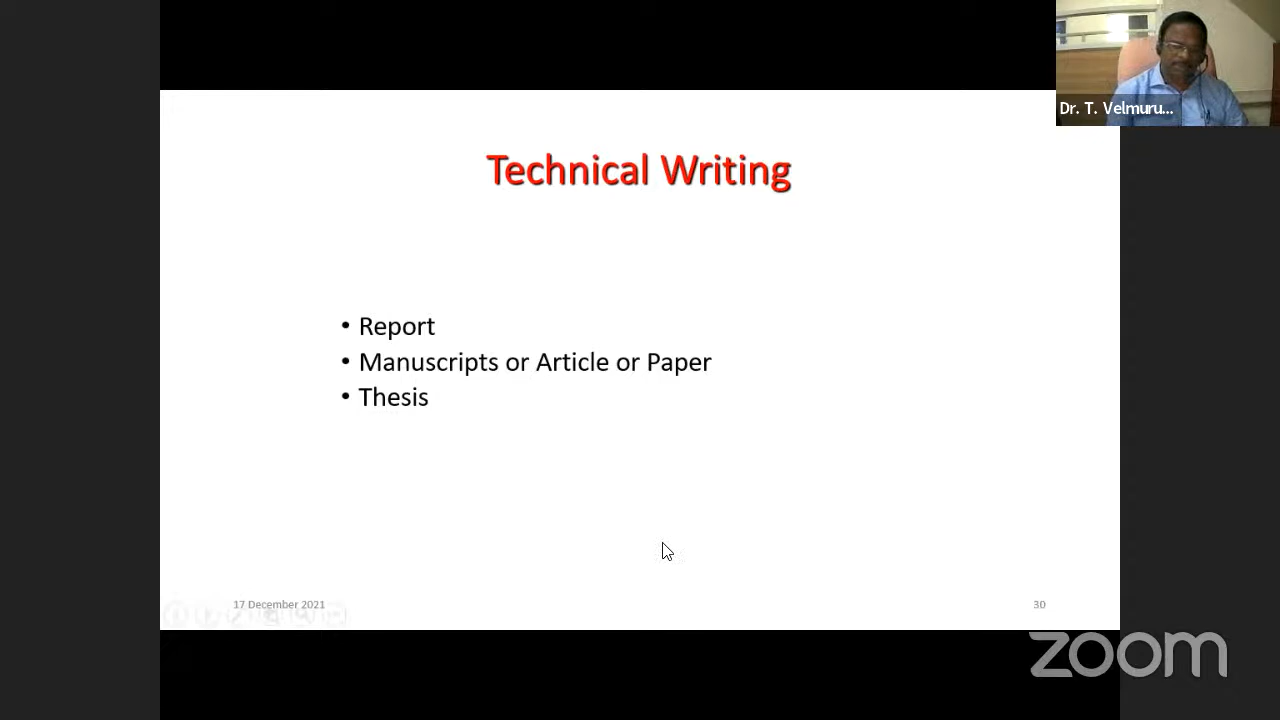 Dr. T. Velmuru...
Technical Writing
• Report
• Manuscripts or Article or Paper
• Thesis
17 December 2021
30
zoom